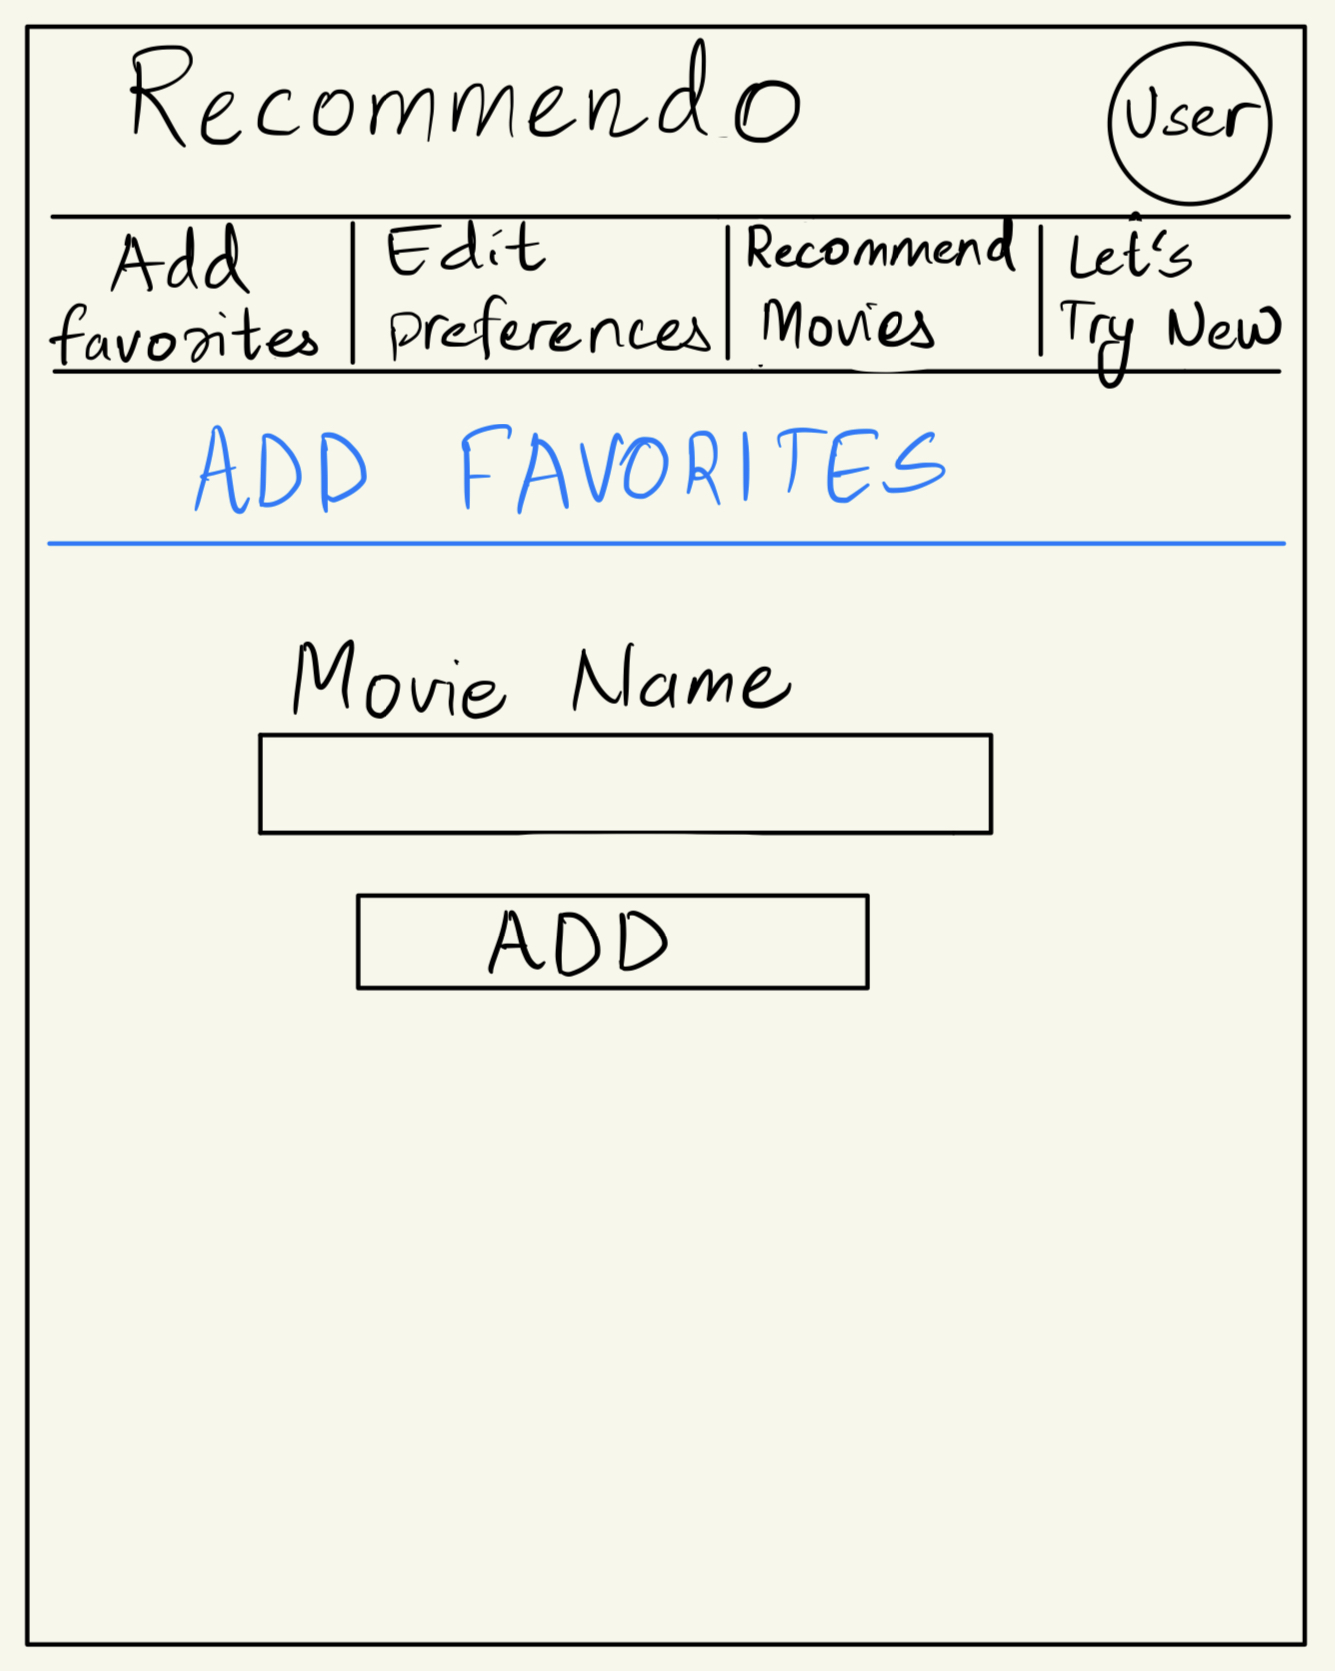 Recommendo
User
Add
favorites
Edit
Preferences
Recommend
Movies
Let's
Try New
ADD FAVORITES
Movie Name
ADD